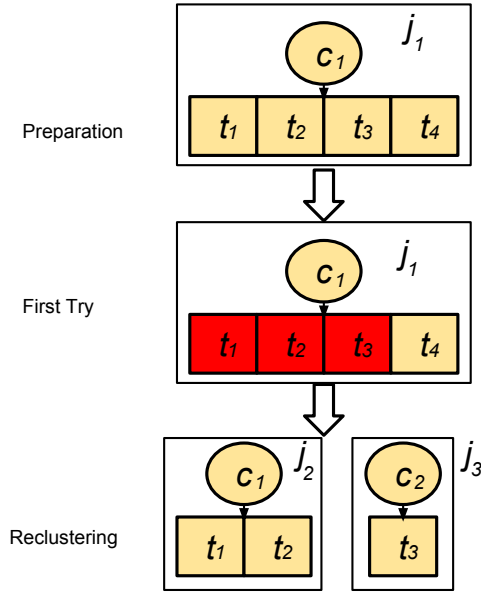 j₁
c₁
Preparation
t₁ t₂ t₃ t₄
c₁ j₁
First Try
t₁ t₂ t₃ t₄
c₁ j₂ c₂ j₃
Reclustering
t₁ t₂ t₃